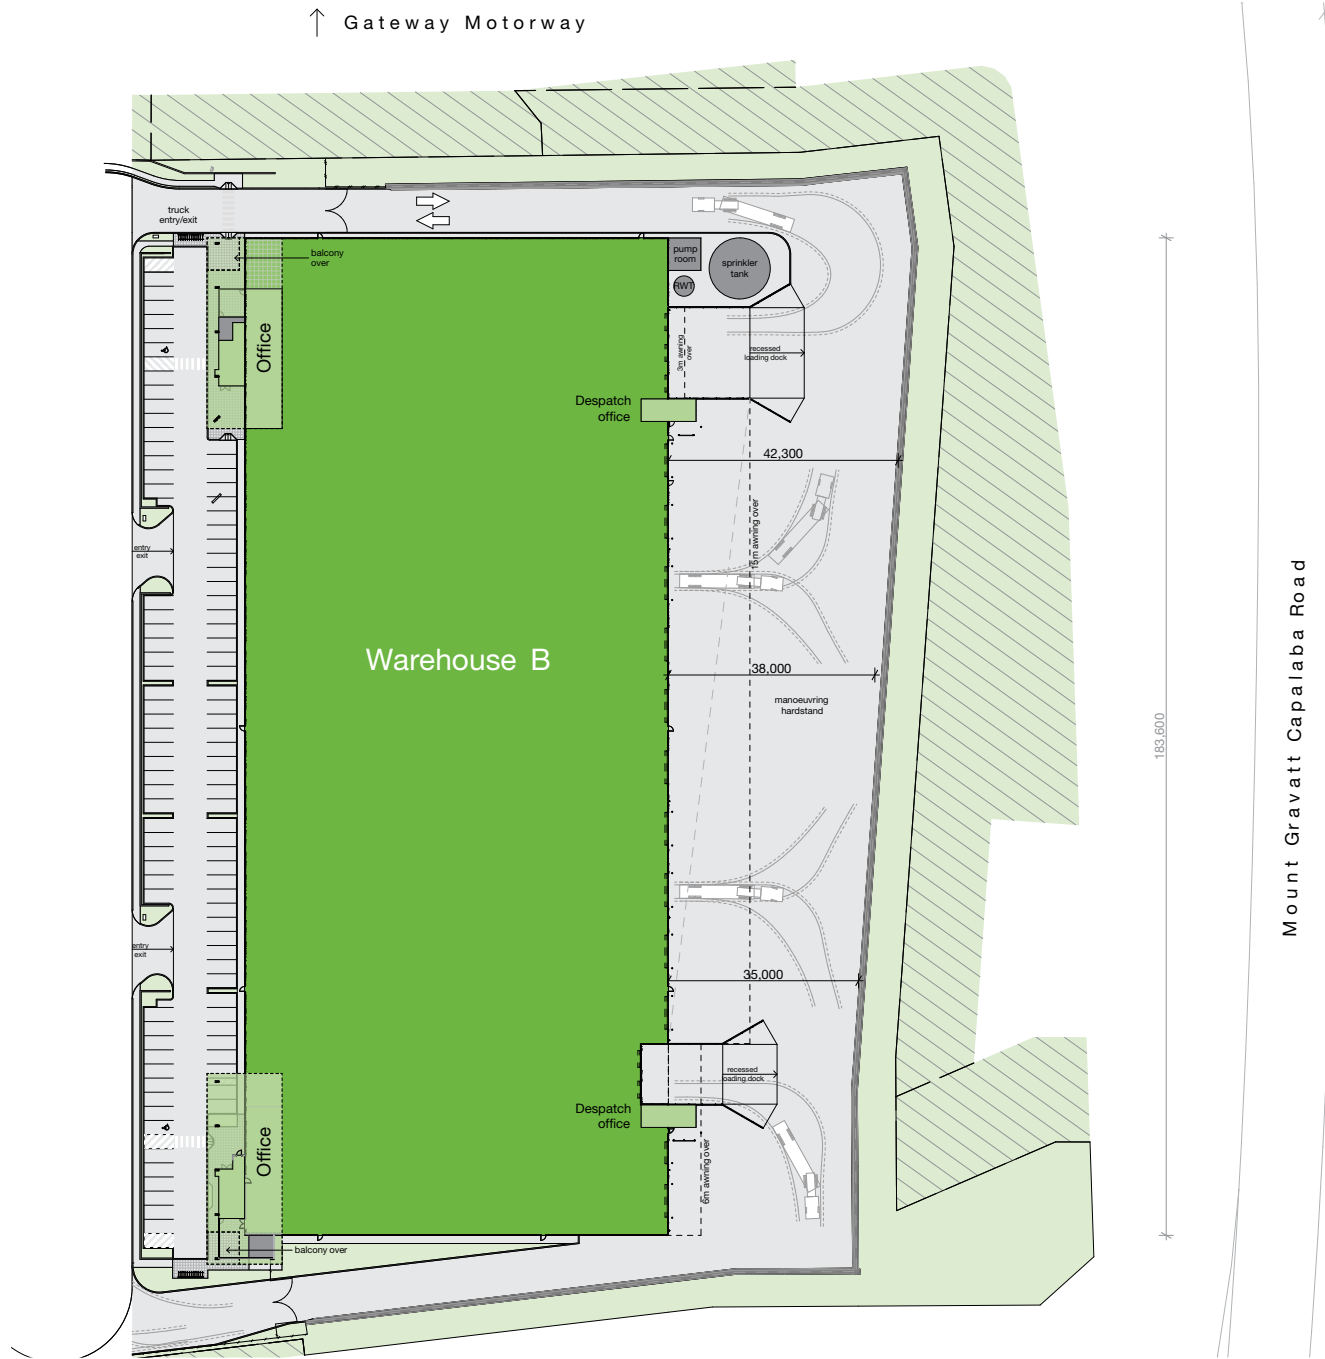 Gateway Motorway
truck
entry/exit
balcony
over
pump
room
sprinkler
tank
RWT
Office
3m awning
over
recessed
loading dock
Despatch
office
42,300
15m awning over
entry
exit
Warehouse B
38,000
manoeuvring
hardstand
183,600
Mount Gravatt Capalaba Road
entry
exit
35,000
recessed
loading dock
Despatch
office
Office
6m awning over
balcony over